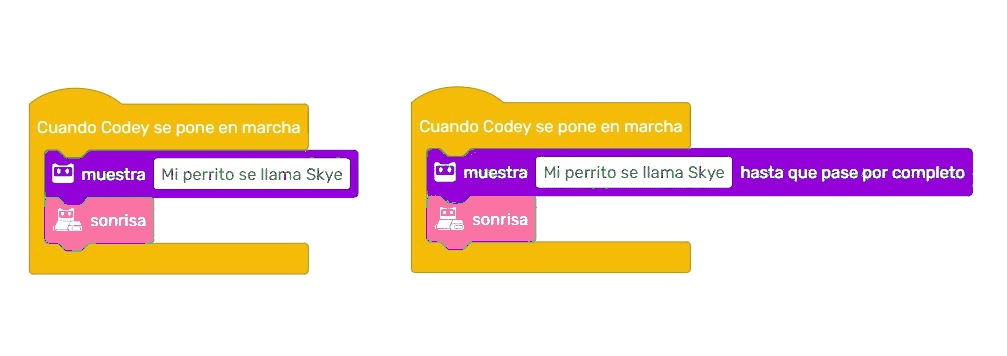 Cuando Codey se pone en marcha
muestra Mi perrito se llama Skye
sonrisa
Cuando Codey se pone en marcha
muestra Mi perrito se llama Skye hasta que pase por completo
sonrisa